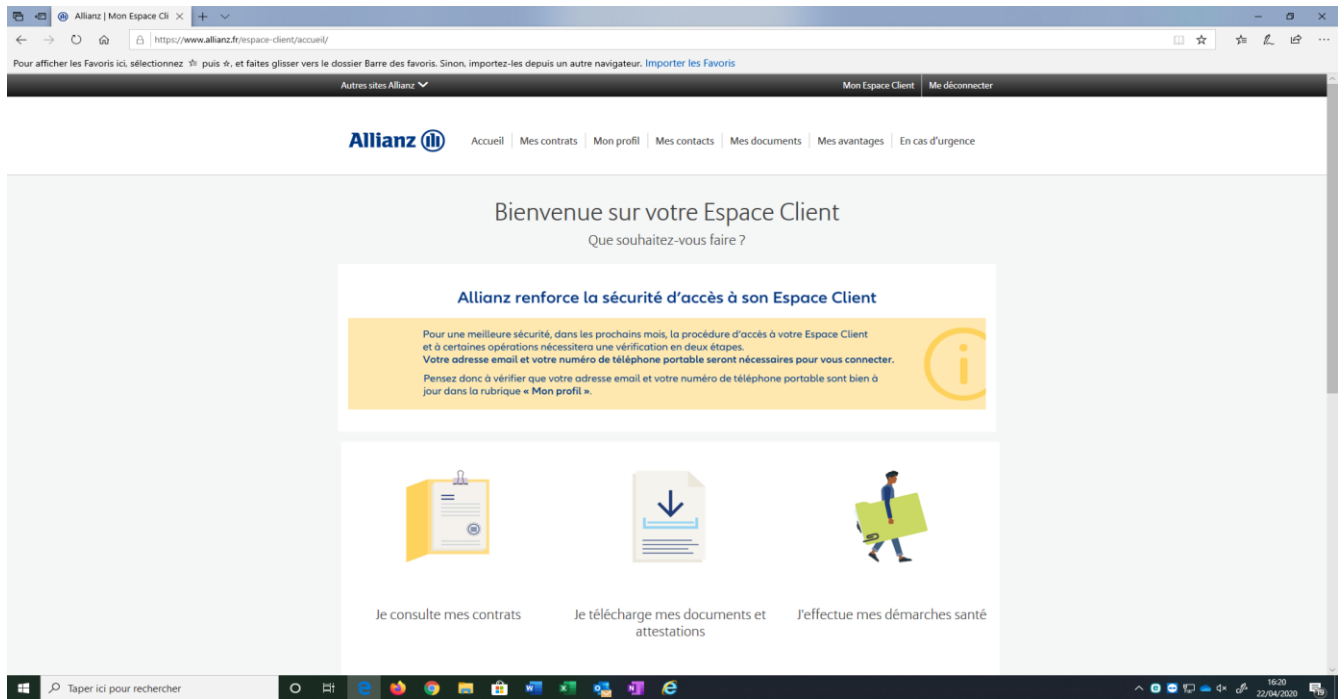 Allianz | Mon Espace Cli
https://www.allianz.fr/espace-client/accueil/
Pour afficher les Favoris ici, sélectionnez puis ☆, et faites glisser vers le dossier Barre des favoris. Sinon, importez-les depuis un autre navigateur. Importer les Favoris
Autres sites Allianz Mon Espace Client Me déconnecter
Allianz Accueil Mes contrats Mon profil Mes contacts Mes documents Mes avantages En cas d'urgence
Bienvenue sur votre Espace Client
Que souhaitez-vous faire ?
Allianz renforce la sécurité d'accès à son Espace Client
Pour une meilleure sécurité, dans les prochains mois, la procédure d'accès à votre Espace Client
et à certaines opérations nécessitera une vérification en deux étapes.
Votre adresse email et votre numéro de téléphone portable seront nécessaires pour vous connecter.
Pensez donc à vérifier que votre adresse email et votre numéro de téléphone portable sont bien à
jour dans la rubrique « Mon profil ».
Je consulte mes contrats
Je télécharge mes documents et
attestations
J'effectue mes démarches santé
Taper ici pour rechercher
16:20
22/04/2020